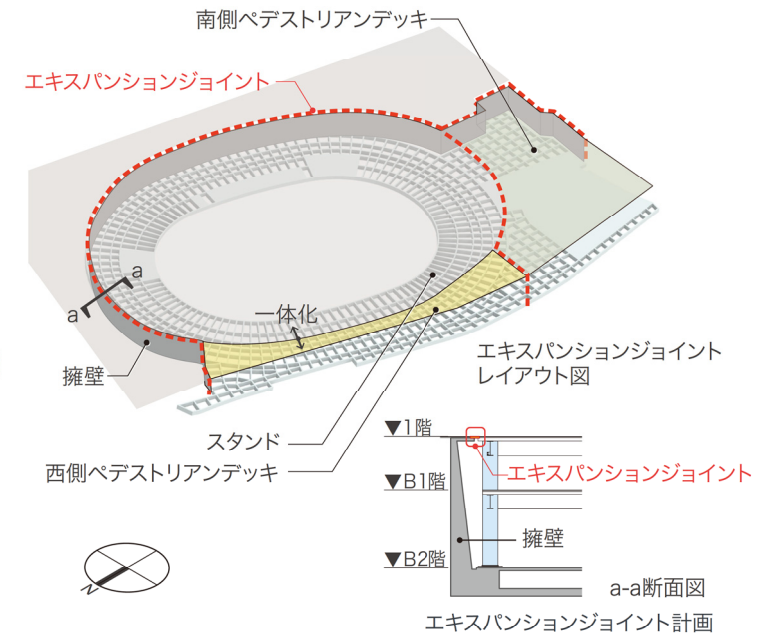 南側ペデストリアンデッキ
エキスパンションジョイント
a
a
一体化
擁壁
エキスパンションジョイント
レイアウト図
スタンド
西側ペデストリアンデッキ
▼1階
▼B1階
エキスパンションジョイント
擁壁
▼B2階
a-a断面図
エキスパンションジョイント計画
N